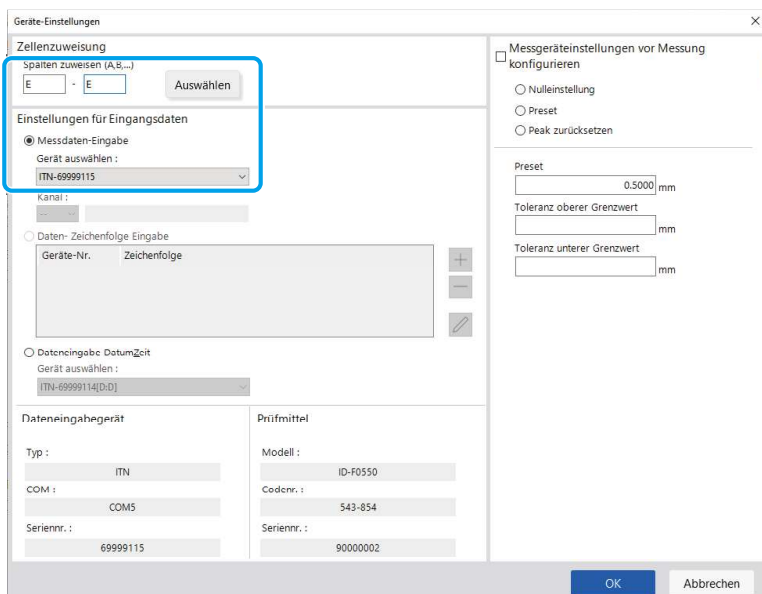 Geräte-Einstellungen
Zellenzuweisung
Spalten zuweisen (A,B,...)
E - E Auswählen
Einstellungen für Eingangsdaten
Messdaten-Eingabe
Gerät auswählen :
ITN-69999115
Kanal :
-- --
Daten- Zeichenfolge Eingabe
Geräte-Nr. Zeichenfolge
Dateneingabe DatumZeit
Gerät auswählen :
ITN-69999114[D:D]
Dateneingabegerät
Typ :
ITN
COM :
COM5
Seriennr. :
69999115
Prüfmittel
Modell :
ID-F0550
Codenr. :
543-854
Seriennr. :
90000002
Messgeräteinstellungen vor Messung
konfigurieren
Nulleinstellung
Preset
Peak zurücksetzen
Preset
0.5000 mm
Toleranz oberer Grenzwert
mm
Toleranz unterer Grenzwert
mm
OK Abbrechen